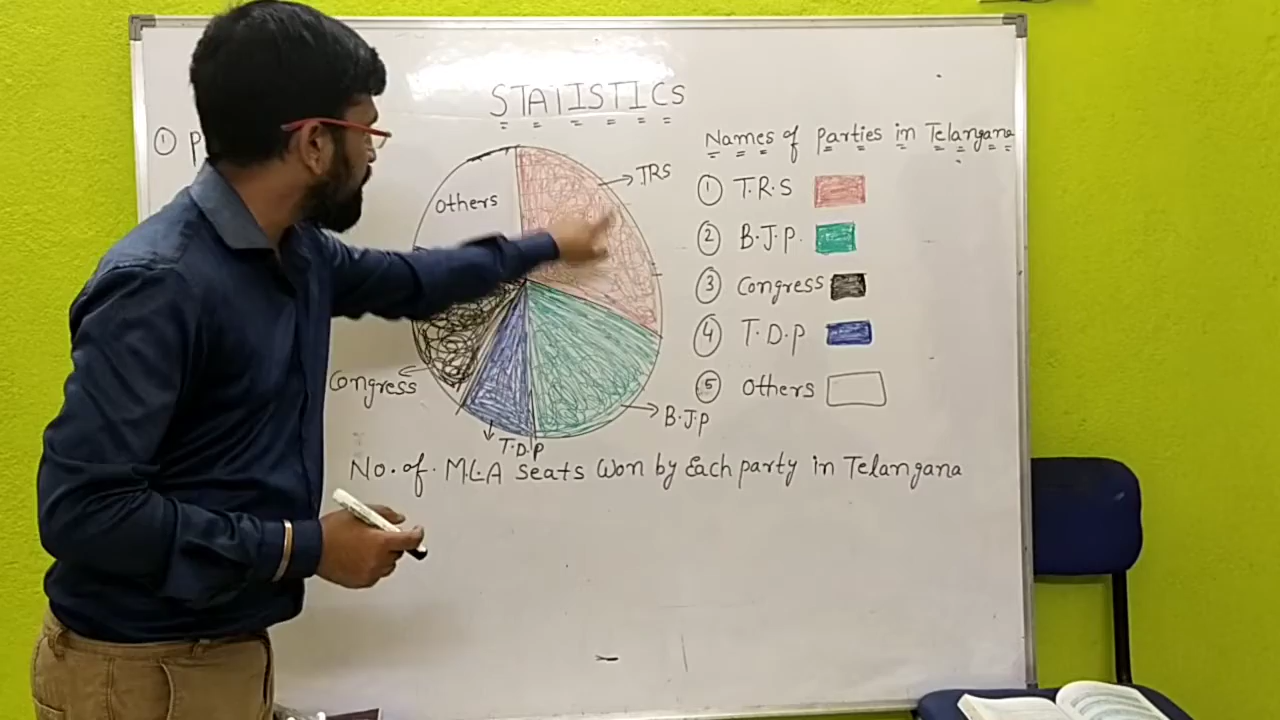 STATISTICS
① P
Names of parties in Telangana
① T.R.S
② B.J.P.
③ Congress
④ T.D.P
⑤ Others
TRS
Others
Congress
B.J.P
T.D.P
No. of. M.L.A seats won by Each party in Telangana